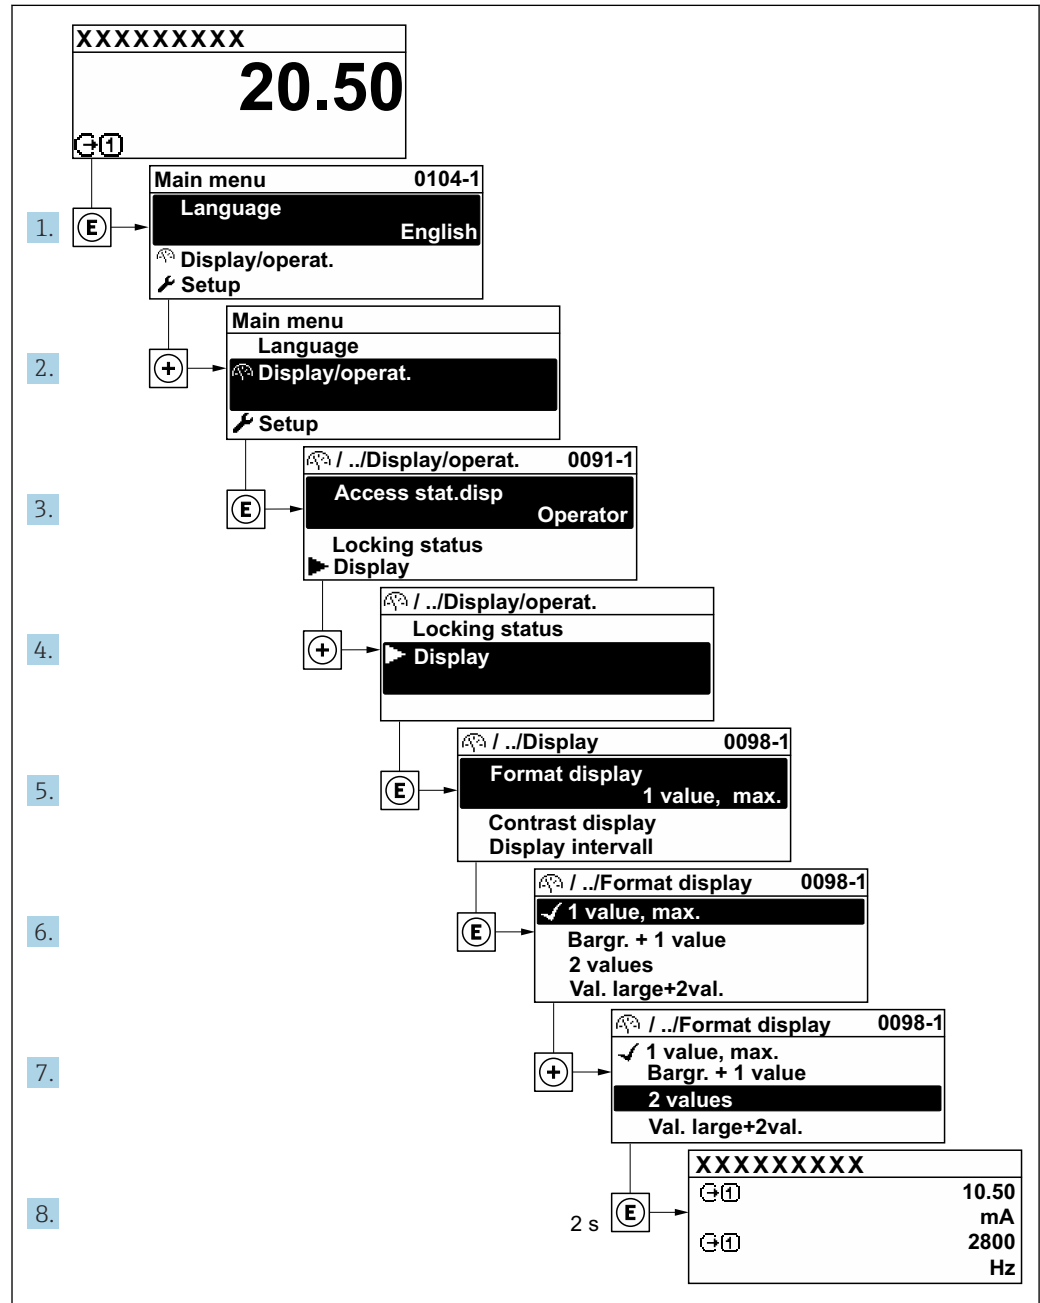 XXXXXXXXX
20.50
1
Main menu 0104-1
Language
1. E English
Display/operat.
Setup
Main menu
Language
2. + Display/operat.
Setup
/ ../Display/operat. 0091-1
Access stat.disp
3. E Operator
Locking status
Display
/ ../Display/operat.
Locking status
4. + Display
/ ../Display 0098-1
Format display
5. E 1 value, max.
Contrast display
Display intervall
/ ../Format display 0098-1
1 value, max.
6. E Bargr. + 1 value
2 values
Val. large+2val.
/ ../Format display 0098-1
1 value, max.
7. + Bargr. + 1 value
2 values
Val. large+2val.
XXXXXXXXX
1 10.50
8. 2 s E mA
1 2800
Hz